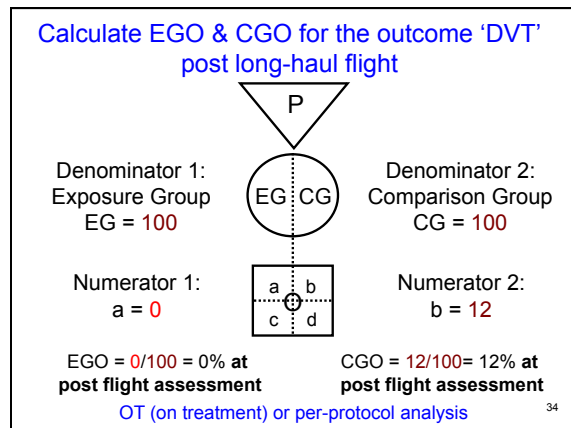 Calculate EGO & CGO for the outcome ‘DVT’
post long-haul flight
P
Denominator 1:
Exposure Group
EG = 100
EG CG
Denominator 2:
Comparison Group
CG = 100
Numerator 1:
a = 0
a b
c d
Numerator 2:
b = 12
EGO = 0/100 = 0% at
post flight assessment
CGO = 12/100= 12% at
post flight assessment
OT (on treatment) or per-protocol analysis
34